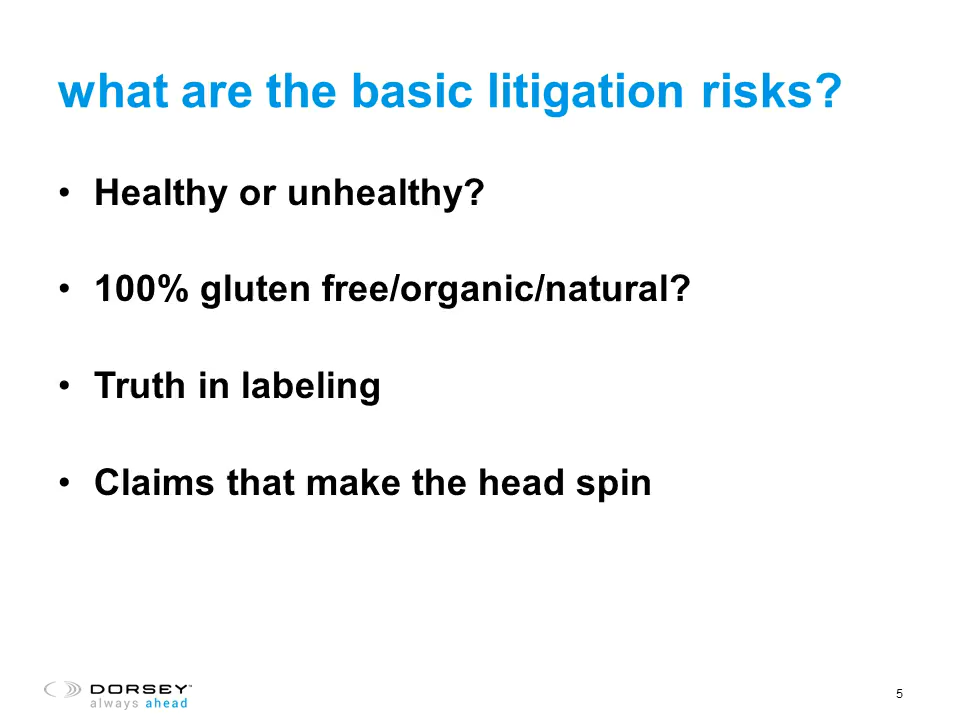 what are the basic litigation risks?
• Healthy or unhealthy?
• 100% gluten free/organic/natural?
• Truth in labeling
• Claims that make the head spin
DORSEY™
always ahead
5